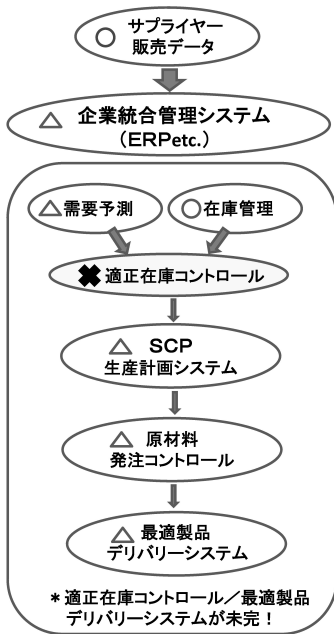 ○ サプライヤー
販売データ
△ 企業統合管理システム
(ERPetc.)
△需要予測
○在庫管理
✖ 適正在庫コントロール
△ SCP
生産計画システム
△ 原材料
発注コントロール
△ 最適製品
デリバリーシステム
*適正在庫コントロール／最適製品
デリバリーシステムが未完！